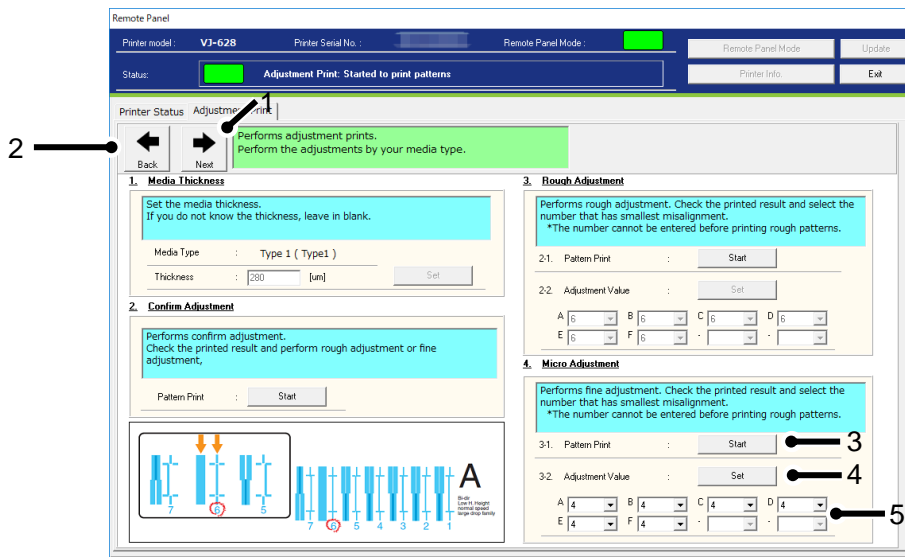 Remote Panel
Printer model : VJ-628 Printer Serial No. : Remote Panel Mode : Remote Panel Mode Update
Status: Adjustment Print: Started to print patterns Printer Info. Exit
Printer Status Adjustment Print 1
2 Back Next Performs adjustment prints.
Perform the adjustments by your media type.
1. Media Thickness
Set the media thickness.
If you do not know the thickness, leave in blank.
Media Type : Type 1 ( Type1 )
Thickness : 280 [um] Set
2. Confirm Adjustment
Performs confirm adjustment.
Check the printed result and perform rough adjustment or fine
adjustment,
Pattern Print : Start
7 6 5
7 6 5 4 3 2 1
A
Bi-dir
Low H. Height
normal speed
large drop family
3. Rough Adjustment
Performs rough adjustment. Check the printed result and select the
number that has smallest misalignment.
*The number cannot be entered before printing rough patterns.
2-1. Pattern Print : Start
2-2. Adjustment Value : Set
A 6 B 6 C 6 D 6
E 6 F 6 - -
4. Micro Adjustment
Performs fine adjustment. Check the printed result and select the
number that has smallest misalignment.
*The number cannot be entered before printing rough patterns.
3-1. Pattern Print : Start 3
3-2. Adjustment Value : Set 4
A 4 B 4 C 4 D 4
E 4 F 4 - - 5